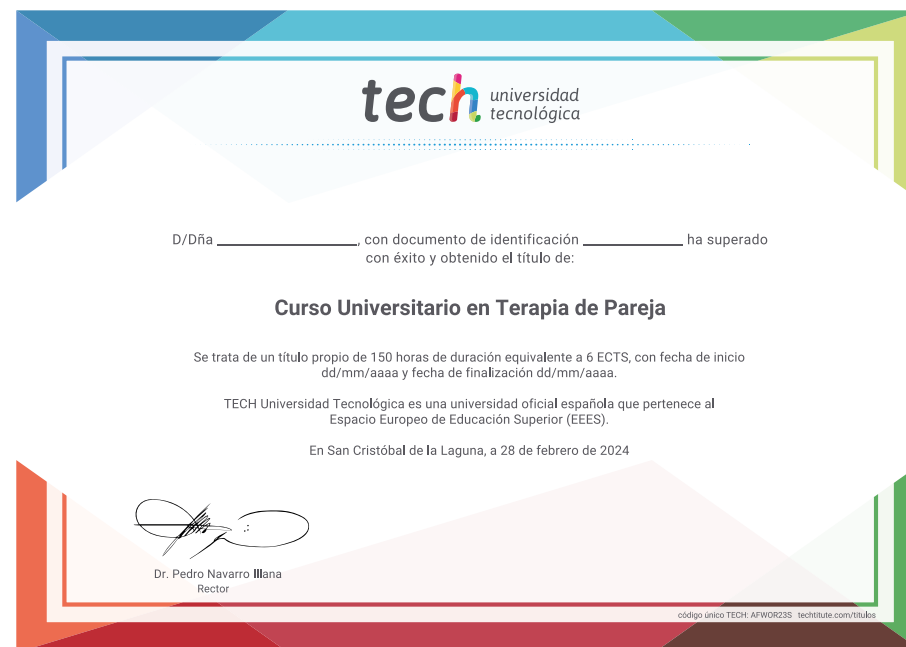 tech universidad
tecnológica
D/Dña ____________________, con documento de identificación ______________ ha superado
con éxito y obtenido el título de:
Curso Universitario en Terapia de Pareja
Se trata de un título propio de 150 horas de duración equivalente a 6 ECTS, con fecha de inicio
dd/mm/aaaa y fecha de finalización dd/mm/aaaa.
TECH Universidad Tecnológica es una universidad oficial española que pertenece al
Espacio Europeo de Educación Superior (EEES).
En San Cristóbal de la Laguna, a 28 de febrero de 2024
Dr. Pedro Navarro Illana
Rector
código único TECH: AFWOR23S techtitute.com/titulos